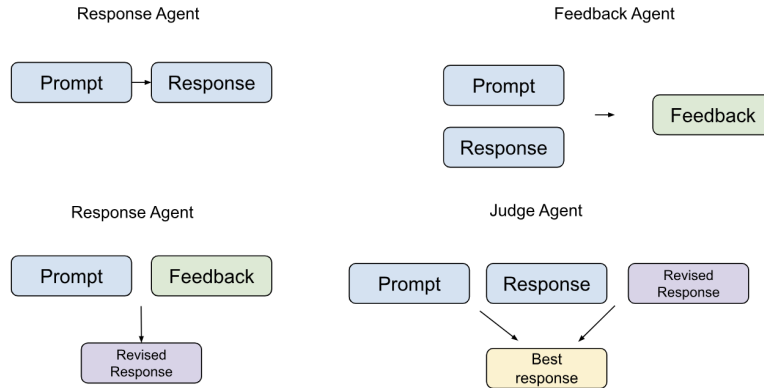 Response Agent
Prompt
Response
Feedback Agent
Prompt
Response
Feedback
Response Agent
Prompt
Feedback
Revised
Response
Judge Agent
Prompt
Response
Revised
Response
Best
response